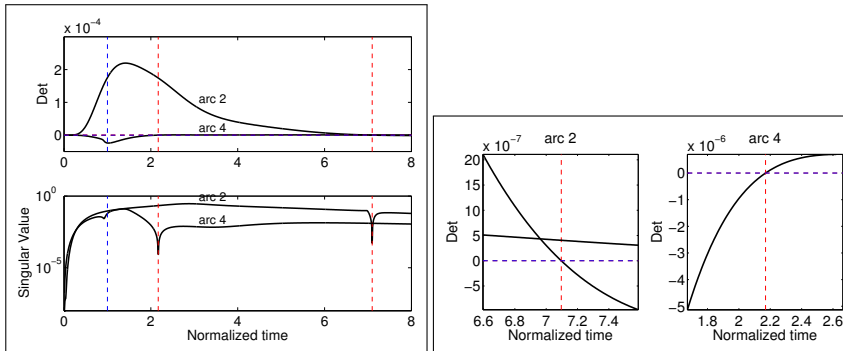 x 10⁻⁴
2
1
0
Det
arc 2
arc 4
0 2 4 6 8
10⁰
10⁻⁵
Singular Value
arc 2
arc 4
0 2 4 6 8
Normalized time
x 10⁻⁷ arc 2
20
15
10
5
0
−5
Det
6.6 6.8 7 7.2 7.4
Normalized time
x 10⁻⁶ arc 4
0
−1
−2
−3
−4
−5
Det
1.8 2 2.2 2.4 2.6
Normalized time